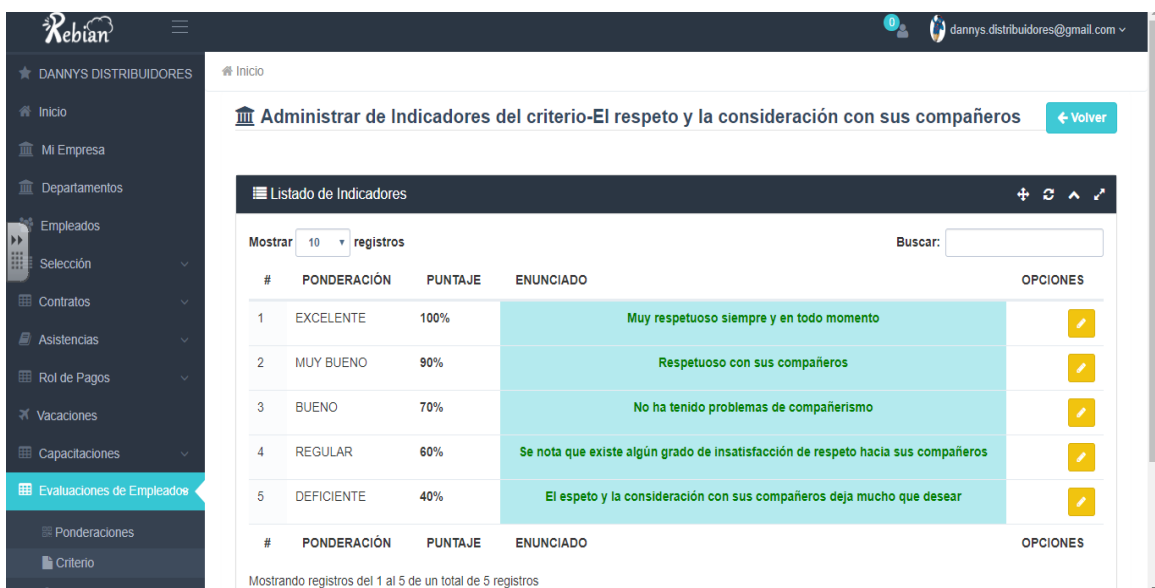 Rebian
0
dannys.distribuidores@gmail.com
DANNYS DISTRIBUIDORES
Inicio
Inicio
Mi Empresa
Departamentos
Empleados
Selección
Contratos
Asistencias
Rol de Pagos
Vacaciones
Capacitaciones
Evaluaciones de Empleados
Ponderaciones
Criterio
Administrar de Indicadores del criterio-El respeto y la consideración con sus compañeros
Volver
Listado de Indicadores
Mostrar 10 registros
Buscar:
# PONDERACIÓN PUNTAJE ENUNCIADO OPCIONES
1 EXCELENTE 100% Muy respetuoso siempre y en todo momento
2 MUY BUENO 90% Respetuoso con sus compañeros
3 BUENO 70% No ha tenido problemas de compañerismo
4 REGULAR 60% Se nota que existe algún grado de insatisfacción de respeto hacia sus compañeros
5 DEFICIENTE 40% El espeto y la consideración con sus compañeros deja mucho que desear
# PONDERACIÓN PUNTAJE ENUNCIADO OPCIONES
Mostrando registros del 1 al 5 de un total de 5 registros